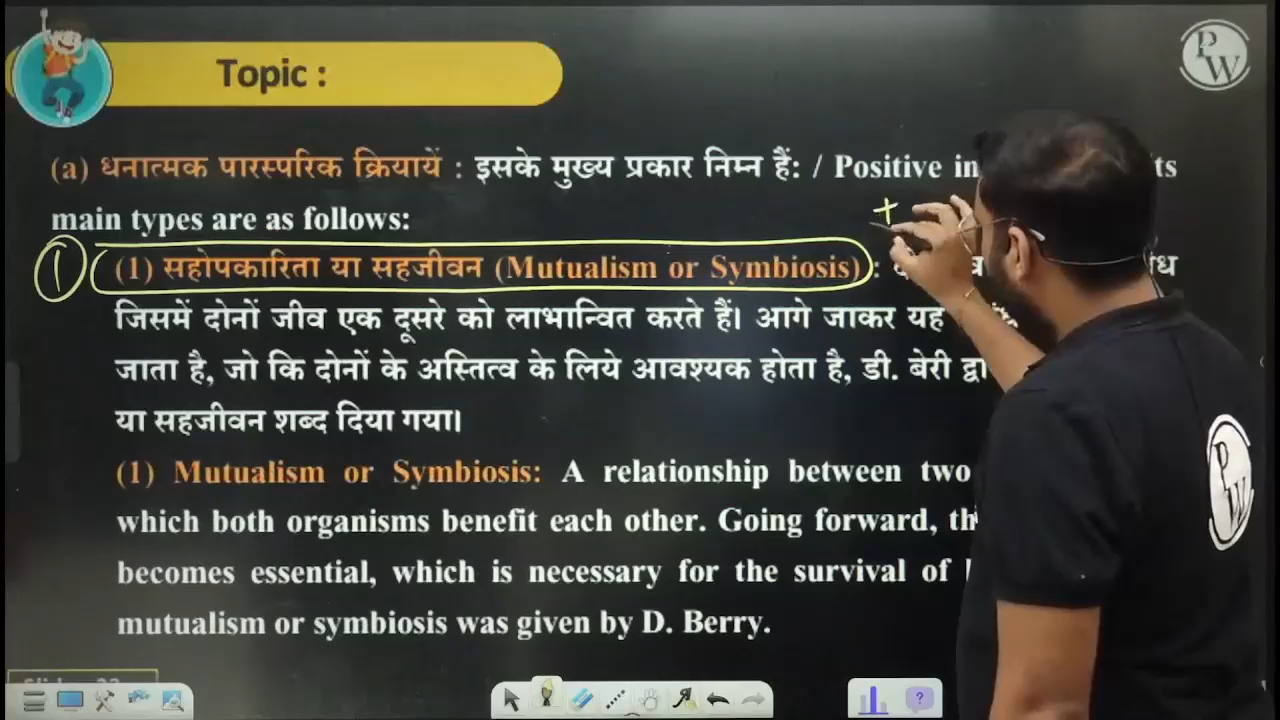 Topic :
PW
(a) धनात्मक पारस्परिक क्रियायें : इसके मुख्य प्रकार निम्न हैं: / Positive
main types are as follows:
+
1 (1) सहोपकारिता या सहजीवन (Mutualism or Symbiosis) :
जिसमें दोनों जीव एक दूसरे को लाभान्वित करते हैं। आगे जाकर यह
जाता है, जो कि दोनों के अस्तित्व के लिये आवश्यक होता है, डी. बेरी
या सहजीवन शब्द दिया गया।
(1) Mutualism or Symbiosis: A relationship between two
which both organisms benefit each other. Going forward,
becomes essential, which is necessary for the survival of
mutualism or symbiosis was given by D. Berry.
PW